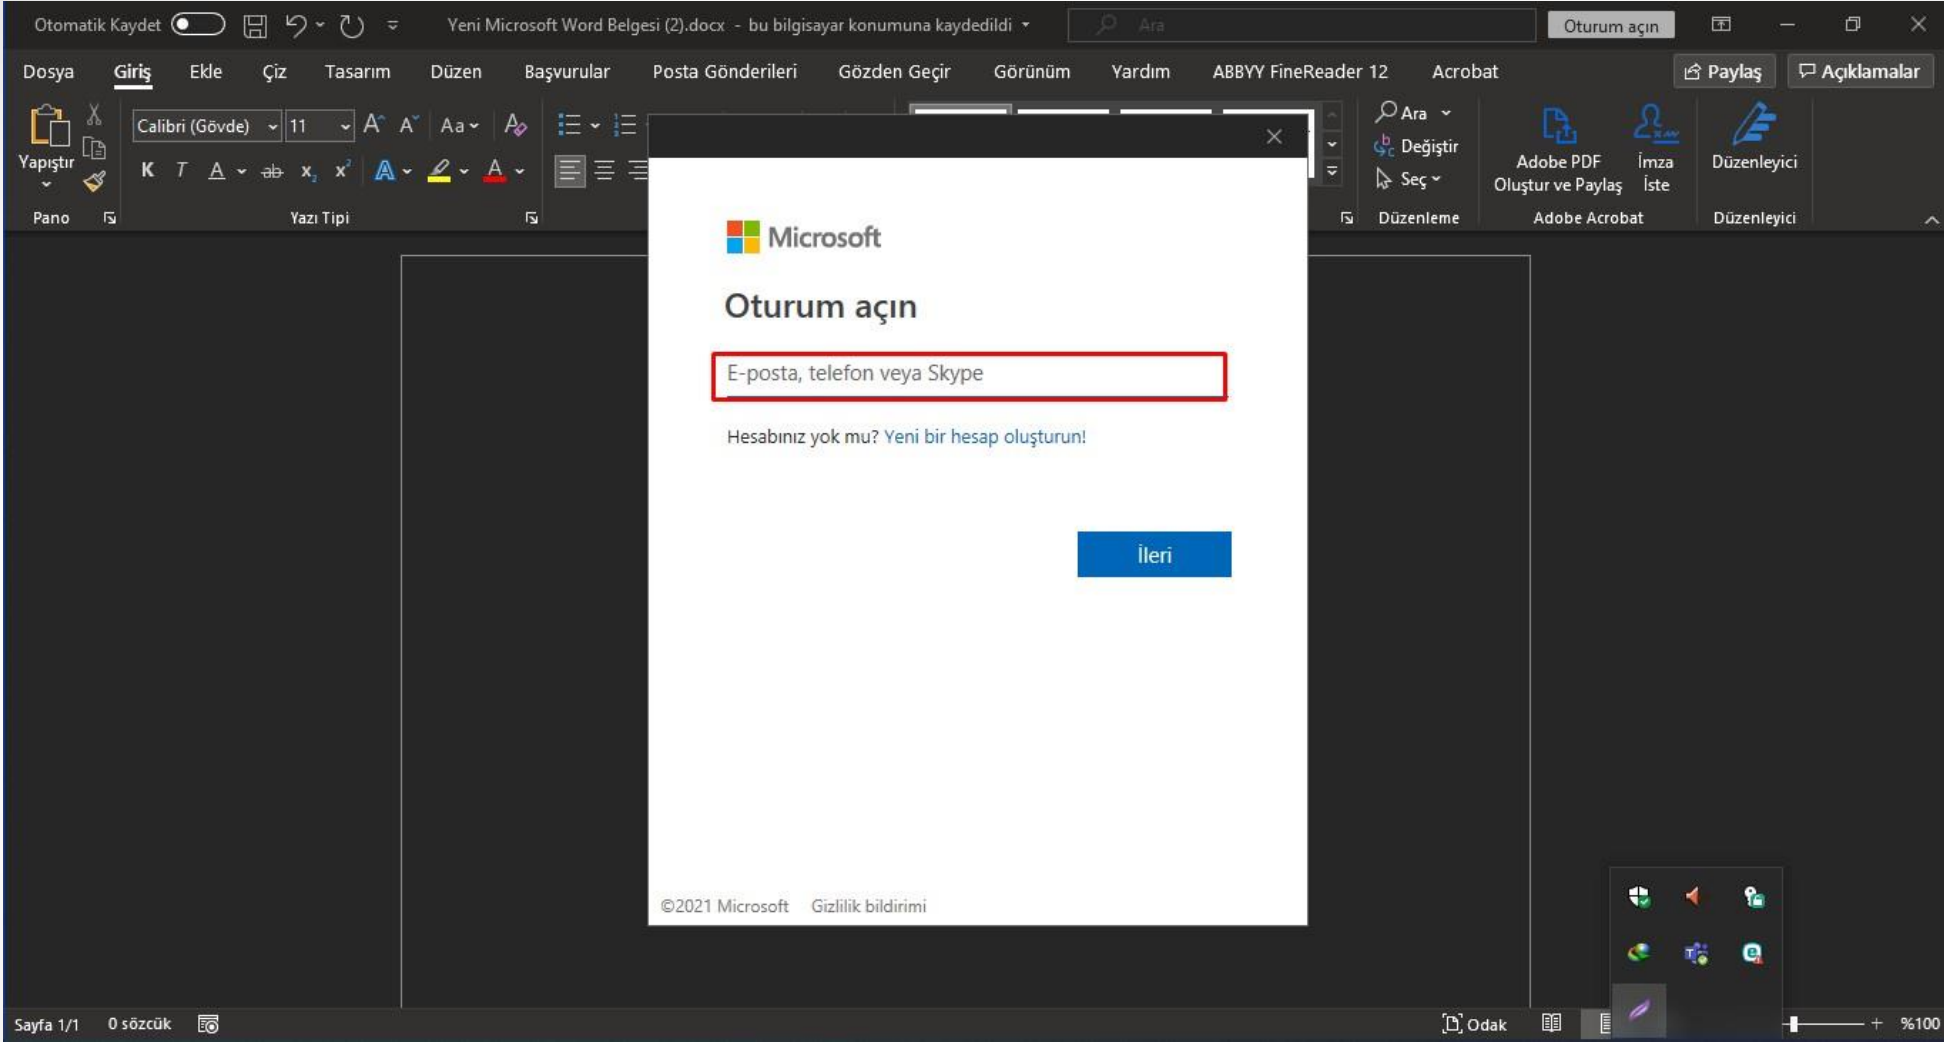 Otomatik Kaydet
Yeni Microsoft Word Belgesi (2).docx - bu bilgisayar konumuna kaydedildi
Ara
Oturum açın
Dosya Giriş Ekle Çiz Tasarım Düzen Başvurular Posta Gönderileri Gözden Geçir Görünüm Yardım ABBYY FineReader 12 Acrobat Paylaş Açıklamalar
Yapıştır
Calibri (Gövde) 11 Aa
K T A ab x₂ x² A A
Ara
Değiştir
Seç
Adobe PDF
Oluştur ve Paylaş
İmza
İste
Düzenleyici
Pano Yazı Tipi Düzenleme Adobe Acrobat Düzenleyici
Microsoft
Oturum açın
E-posta, telefon veya Skype
Hesabınız yok mu? Yeni bir hesap oluşturun!
İleri
©2021 Microsoft Gizlilik bildirimi
Sayfa 1/1 0 sözcük Odak %100